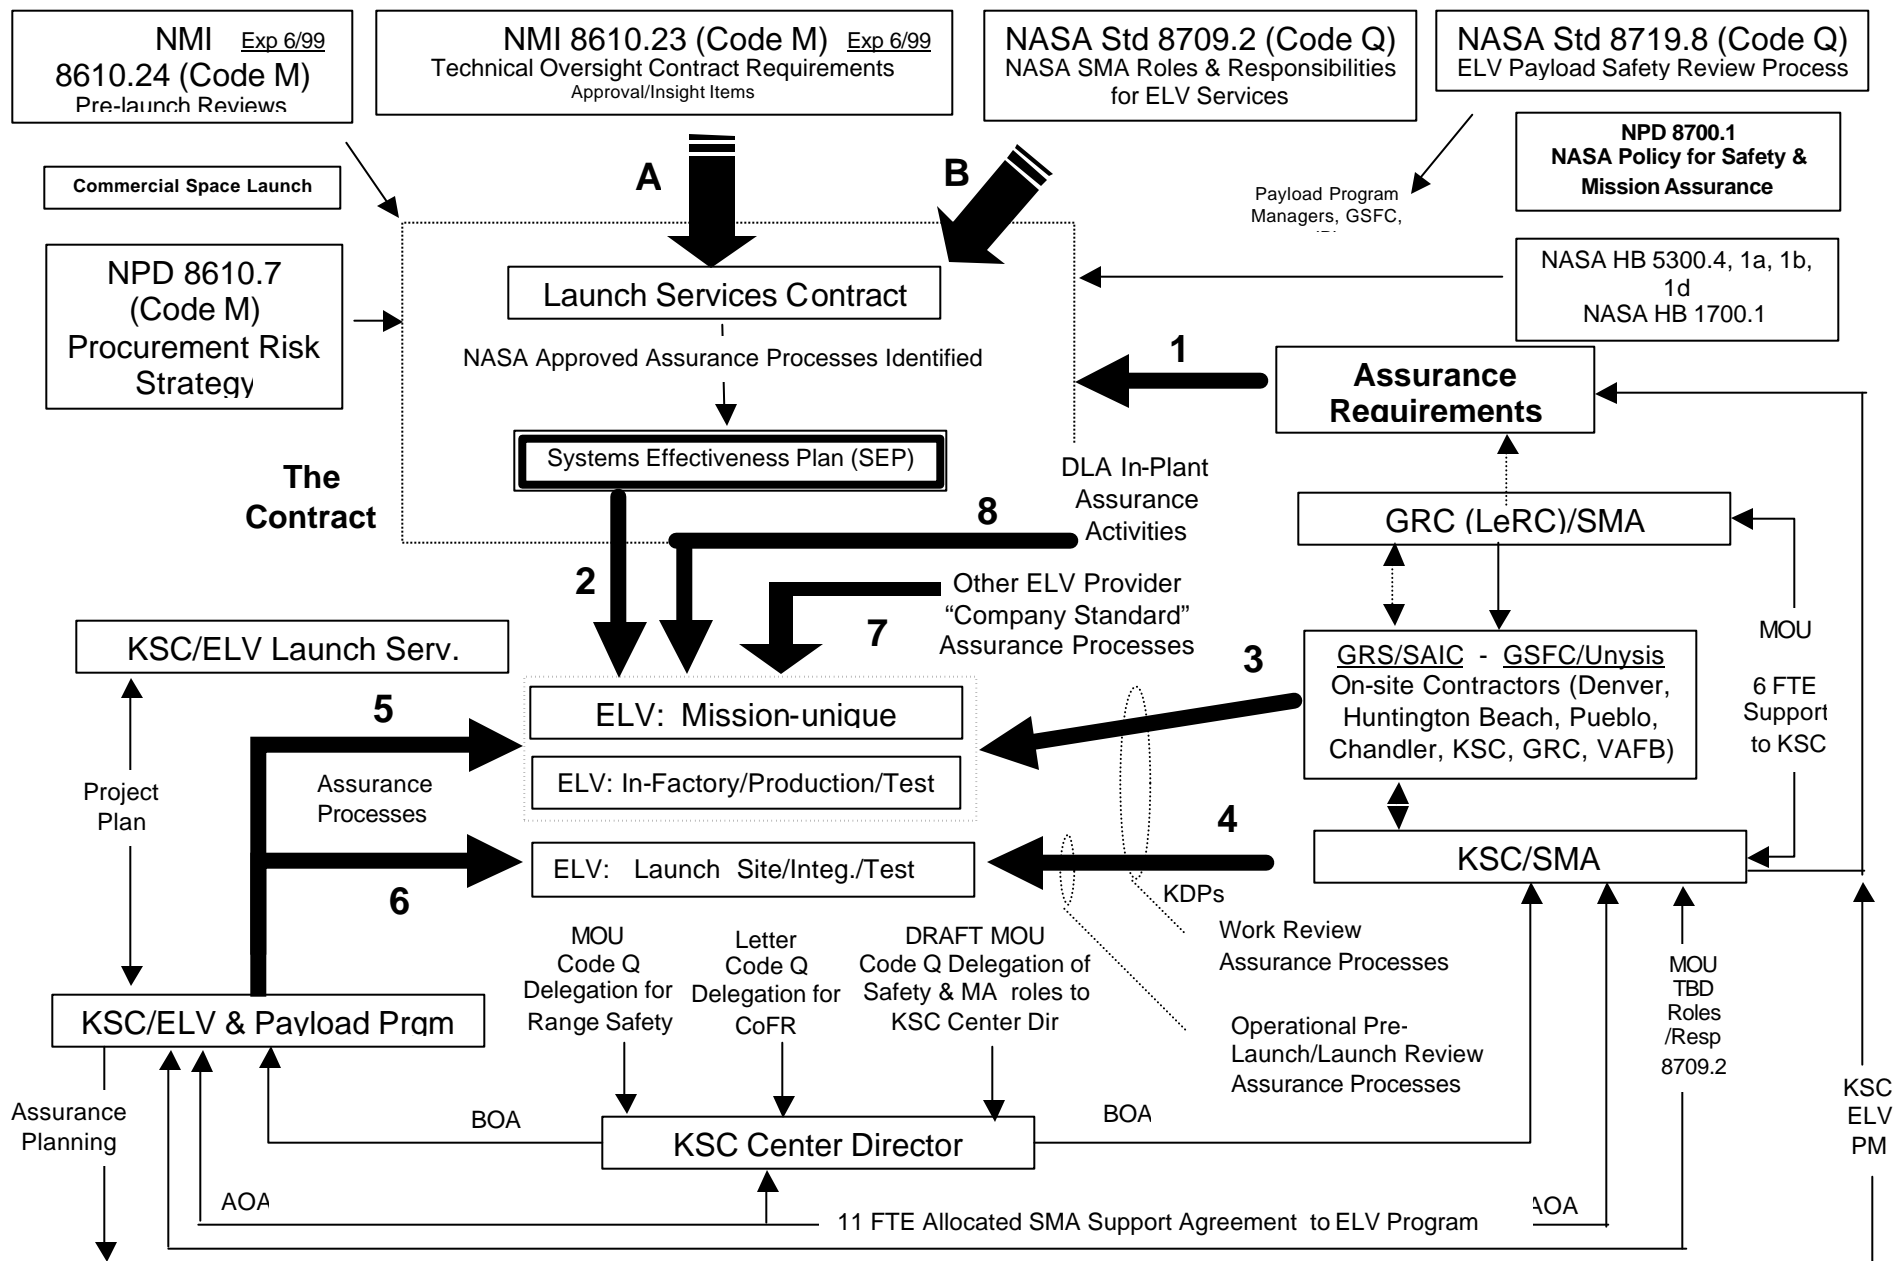 NMI Exp 6/99
8610.24 (Code M)
Pre-launch Reviews
NMI 8610.23 (Code M) Exp 6/99
Technical Oversight Contract Requirements
Approval/Insight Items
NASA Std 8709.2 (Code Q)
NASA SMA Roles & Responsibilities
for ELV Services
NASA Std 8719.8 (Code Q)
ELV Payload Safety Review Process
NPD 8700.1
NASA Policy for Safety &
Mission Assurance
Commercial Space Launch
A
B
Payload Program
Managers, GSFC,
NPD 8610.7
(Code M)
Procurement Risk
Strategy
Launch Services Contract
NASA HB 5300.4, 1a, 1b,
1d
NASA HB 1700.1
NASA Approved Assurance Processes Identified
1
Assurance
Requirements
Systems Effectiveness Plan (SEP)
The
Contract
DLA In-Plant
Assurance
Activities
8
GRC (LeRC)/SMA
2
Other ELV Provider
“Company Standard”
Assurance Processes
7
MOU
6 FTE
Support
to KSC
KSC/ELV Launch Serv.
3
GRS/SAIC - GSFC/Unysis
On-site Contractors (Denver,
Huntington Beach, Pueblo,
Chandler, KSC, GRC, VAFB)
5
ELV: Mission-unique
ELV: In-Factory/Production/Test
Project
Plan
Assurance
Processes
4
KSC/SMA
ELV: Launch Site/Integ./Test
6
KDPs
Work Review
Assurance Processes
MOU
Code Q
Delegation for
Range Safety
Letter
Code Q
Delegation for
CoFR
DRAFT MOU
Code Q Delegation of
Safety & MA roles to
KSC Center Dir
Operational Pre-
Launch/Launch Review
Assurance Processes
MOU
TBD
Roles
/Resp
8709.2
KSC/ELV & Payload Prgm
Assurance
Planning
BOA
KSC Center Director
BOA
KSC
ELV
PM
AOA
11 FTE Allocated SMA Support Agreement to ELV Program
AOA